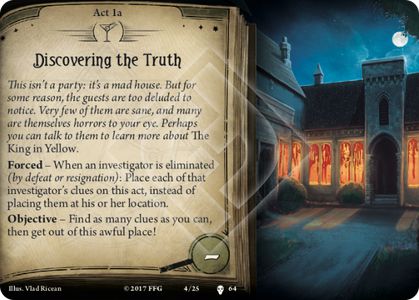 Act 1a
Discovering the Truth
This isn't a party: it's a mad house. But for
some reason, the guests are too deluded to
notice. Very few of them are sane, and many
are themselves horrors to your eye. Perhaps
you can talk to them to learn more about The
King in Yellow.
Forced – When an investigator is eliminated
(by defeat or resignation): Place each of that
investigator's clues on this act, instead of
placing them at his or her location.
Objective – Find as many clues as you can,
then get out of this awful place!
–
Illus. Vlad Ricean © 2017 FFG 4/25 64